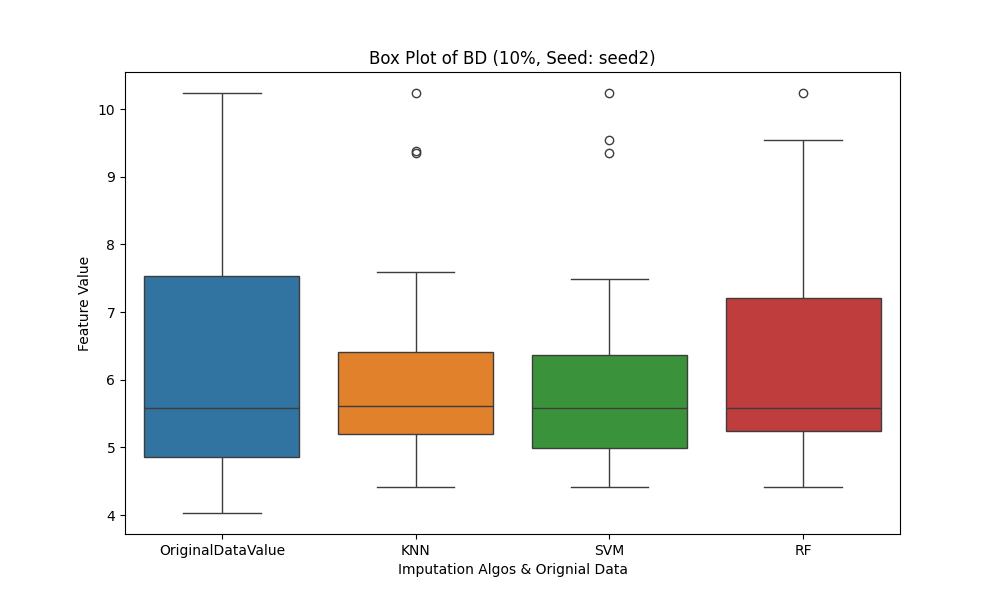 Box Plot of BD (10%, Seed: seed2)
Feature Value
10
9
8
7
6
5
4
OriginalDataValue KNN SVM RF
Imputation Algos & Orignial Data